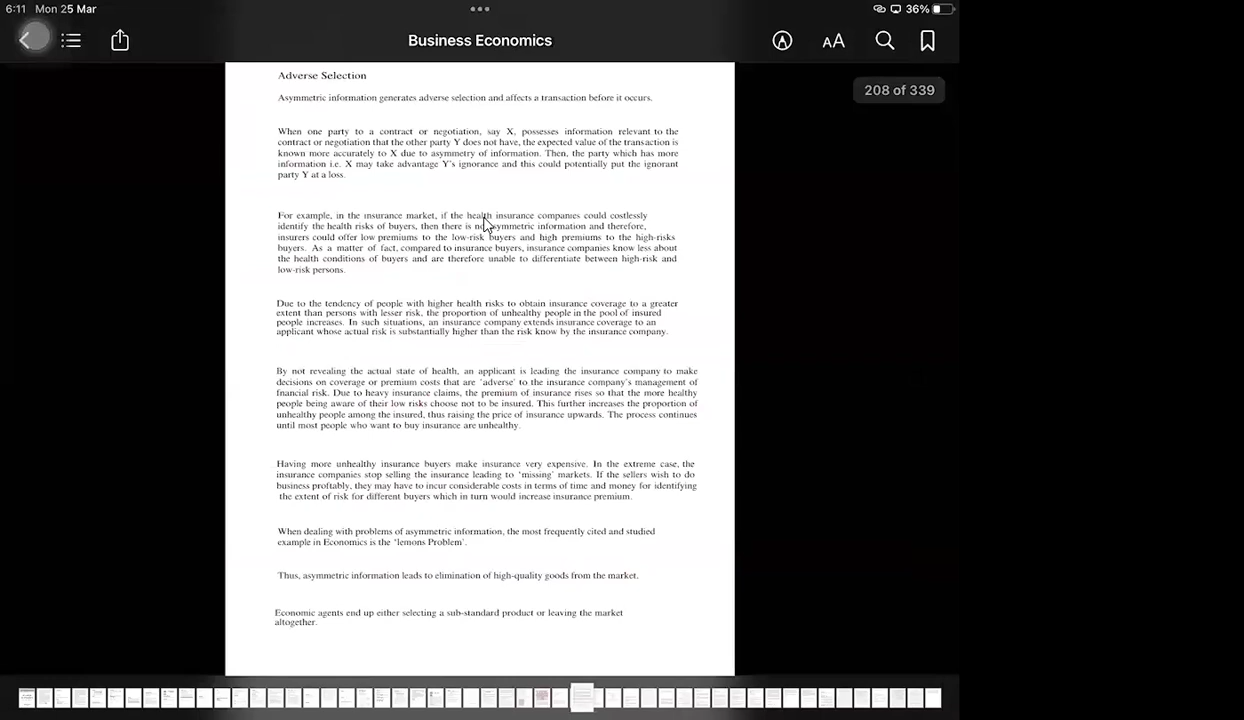 6:11 Mon 25 Mar
36%
Business Economics
AA
208 of 339
Adverse Selection
Asymmetric information generates adverse selection and affects a transaction before it occurs.
When one party to a contract or negotiation, say X, possesses information relevant to the
contract or negotiation that the other party Y does not have, the expected value of the transaction is
known more accurately to X due to asymmetry of information. Then, the party which has more
information i.e. X may take advantage Y's ignorance and this could potentially put the ignorant
party Y at a loss.
For example, in the insurance market, if the health insurance companies could costlessly
identify the health risks of buyers, then there is no symmetric information and therefore,
insurers could offer low premiums to the low-risk buyers and high premiums to the high-risks
buyers. As a matter of fact, compared to insurance buyers, insurance companies know less about
the health conditions of buyers and are therefore unable to differentiate between high-risk and
low-risk persons.
Due to the tendency of people with higher health risks to obtain insurance coverage to a greater
extent than persons with lesser risk, the proportion of unhealthy people in the pool of insured
people increases. In such situations, an insurance company extends insurance coverage to an
applicant whose actual risk is substantially higher than the risk know by the insurance company.
By not revealing the actual state of health, an applicant is leading the insurance company to make
decisions on coverage or premium costs that are 'adverse' to the insurance company's management of
financial risk. Due to heavy insurance claims, the premium of insurance rises so that the more healthy
people being aware of their low risks choose not to be insured. This further increases the proportion of
unhealthy people among the insured, thus raising the price of insurance upwards. The process continues
until most people who want to buy insurance are unhealthy.
Having more unhealthy insurance buyers make insurance very expensive. In the extreme case, the
insurance companies stop selling the insurance leading to 'missing' markets. If the sellers wish to do
business profitably, they may have to incur considerable costs in terms of time and money for identifying
the extent of risk for different buyers which in turn would increase insurance premium.
When dealing with problems of asymmetric information, the most frequently cited and studied
example in Economics is the 'lemons Problem'.
Thus, asymmetric information leads to elimination of high-quality goods from the market.
Economic agents end up either selecting a sub-standard product or leaving the market
altogether.